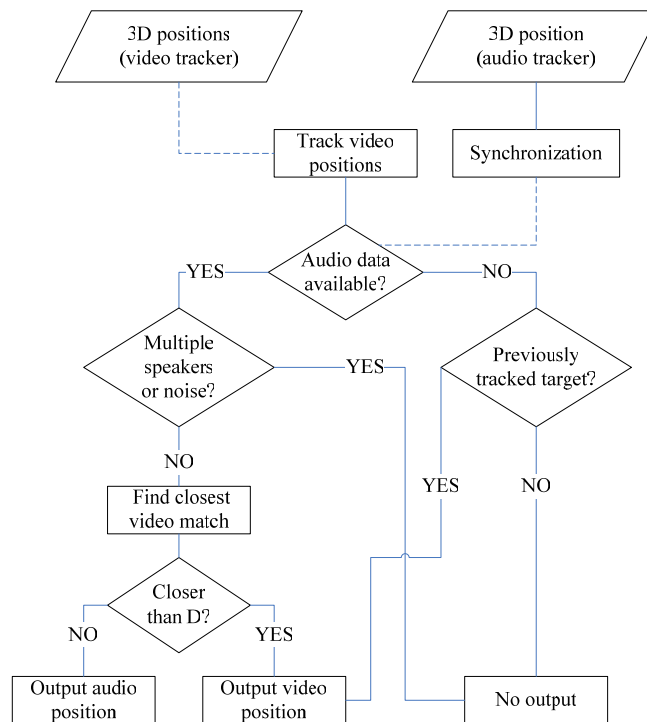 3D positions
(video tracker)
3D position
(audio tracker)
Track video
positions
Synchronization
Audio data
available?
YES
NO
Multiple
speakers
or noise?
YES
Previously
tracked target?
NO
YES
NO
Find closest
video match
Closer
than D?
NO
YES
Output audio
position
Output video
position
No output